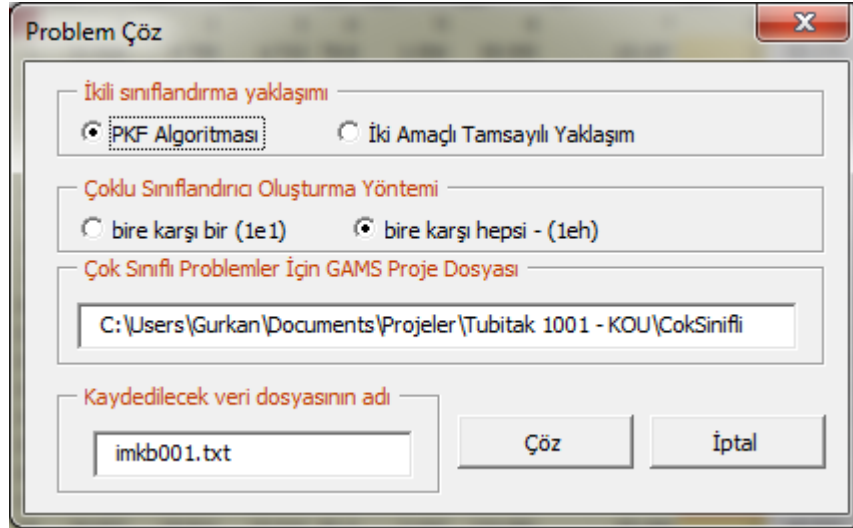 Problem Çöz
İkili sınıflandırma yaklaşımı
PKF Algoritması İki Amaçlı Tamsayılı Yaklaşım
Çoklu Sınıflandırıcı Oluşturma Yöntemi
bire karşı bir (1e1) bire karşı hepsi - (1eh)
Çok Sınıflı Problemler İçin GAMS Proje Dosyası
C:\Users\Gurkan\Documents\Projeler\Tubitak 1001 - KOU\CokSinifli
Kaydedilecek veri dosyasının adı
imkb001.txt Çöz İptal